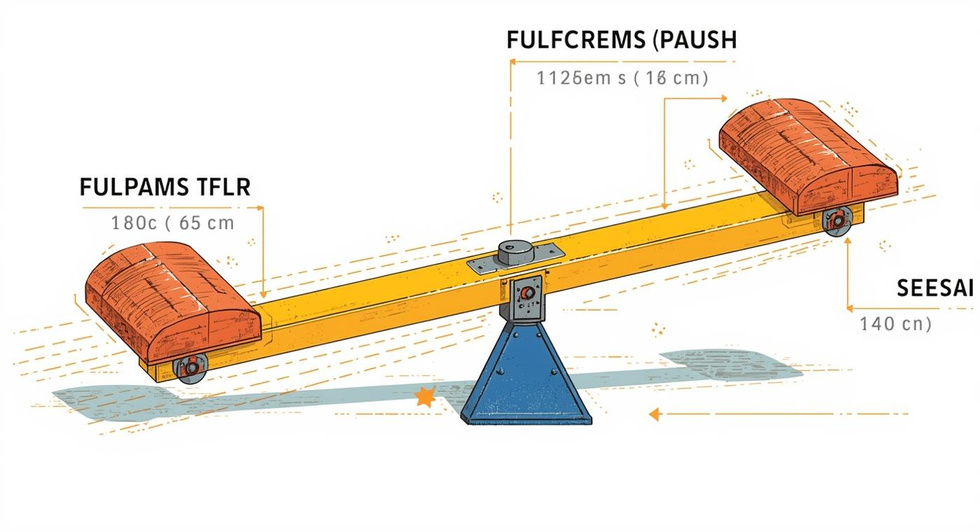 FULFCREMS (PAUSH
1126em s ( 16 cm)
FULPAMS TFLR
180c ( 65 cm
SEESAI
140 cn)